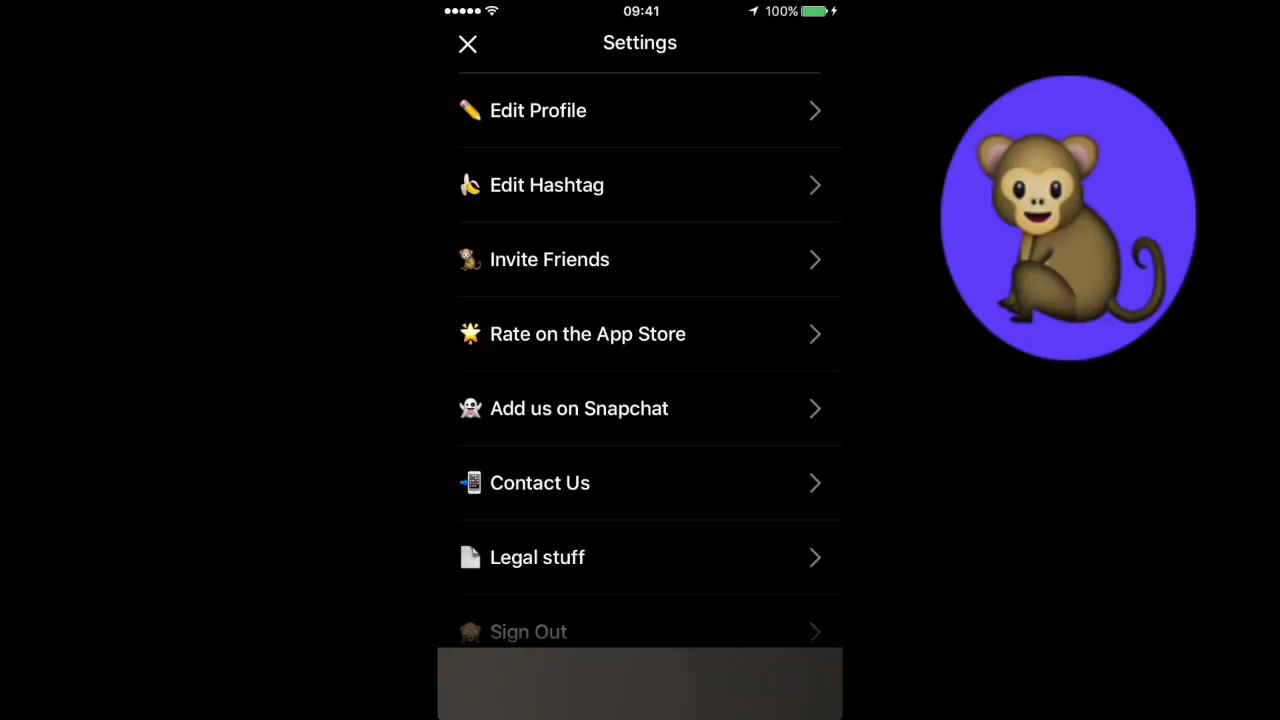 09:41
100%
Settings
Edit Profile
Edit Hashtag
Invite Friends
Rate on the App Store
Add us on Snapchat
Contact Us
Legal stuff
Sign Out